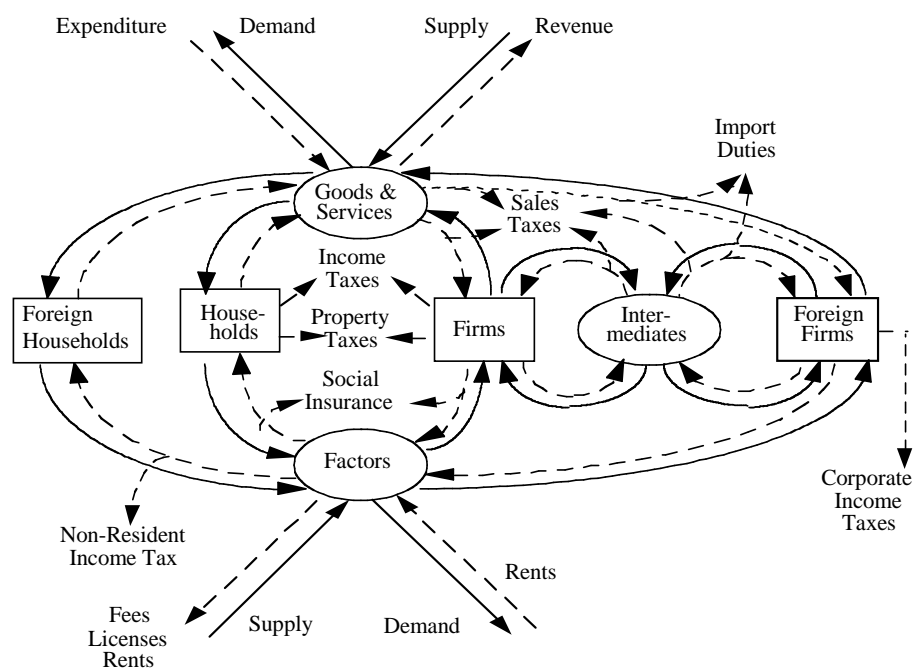 Expenditure
Demand
Supply
Revenue
Import
Duties
Goods &
Services
Sales
Taxes
Income
Taxes
Foreign
Households
House-
holds
Property
Taxes
Firms
Inter-
mediates
Foreign
Firms
Social
Insurance
Factors
Corporate
Income
Taxes
Non-Resident
Income Tax
Rents
Fees
Licenses
Rents
Supply
Demand